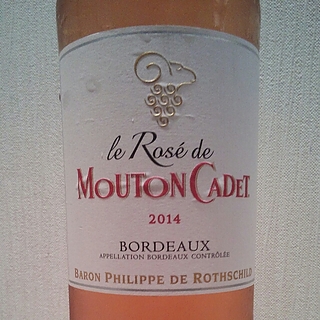 le Rosé de
MOUTON CADET
2014
BORDEAUX
APPELLATION BORDEAUX CONTRÔLÉE
BARON PHILIPPE DE ROTHSCHILD